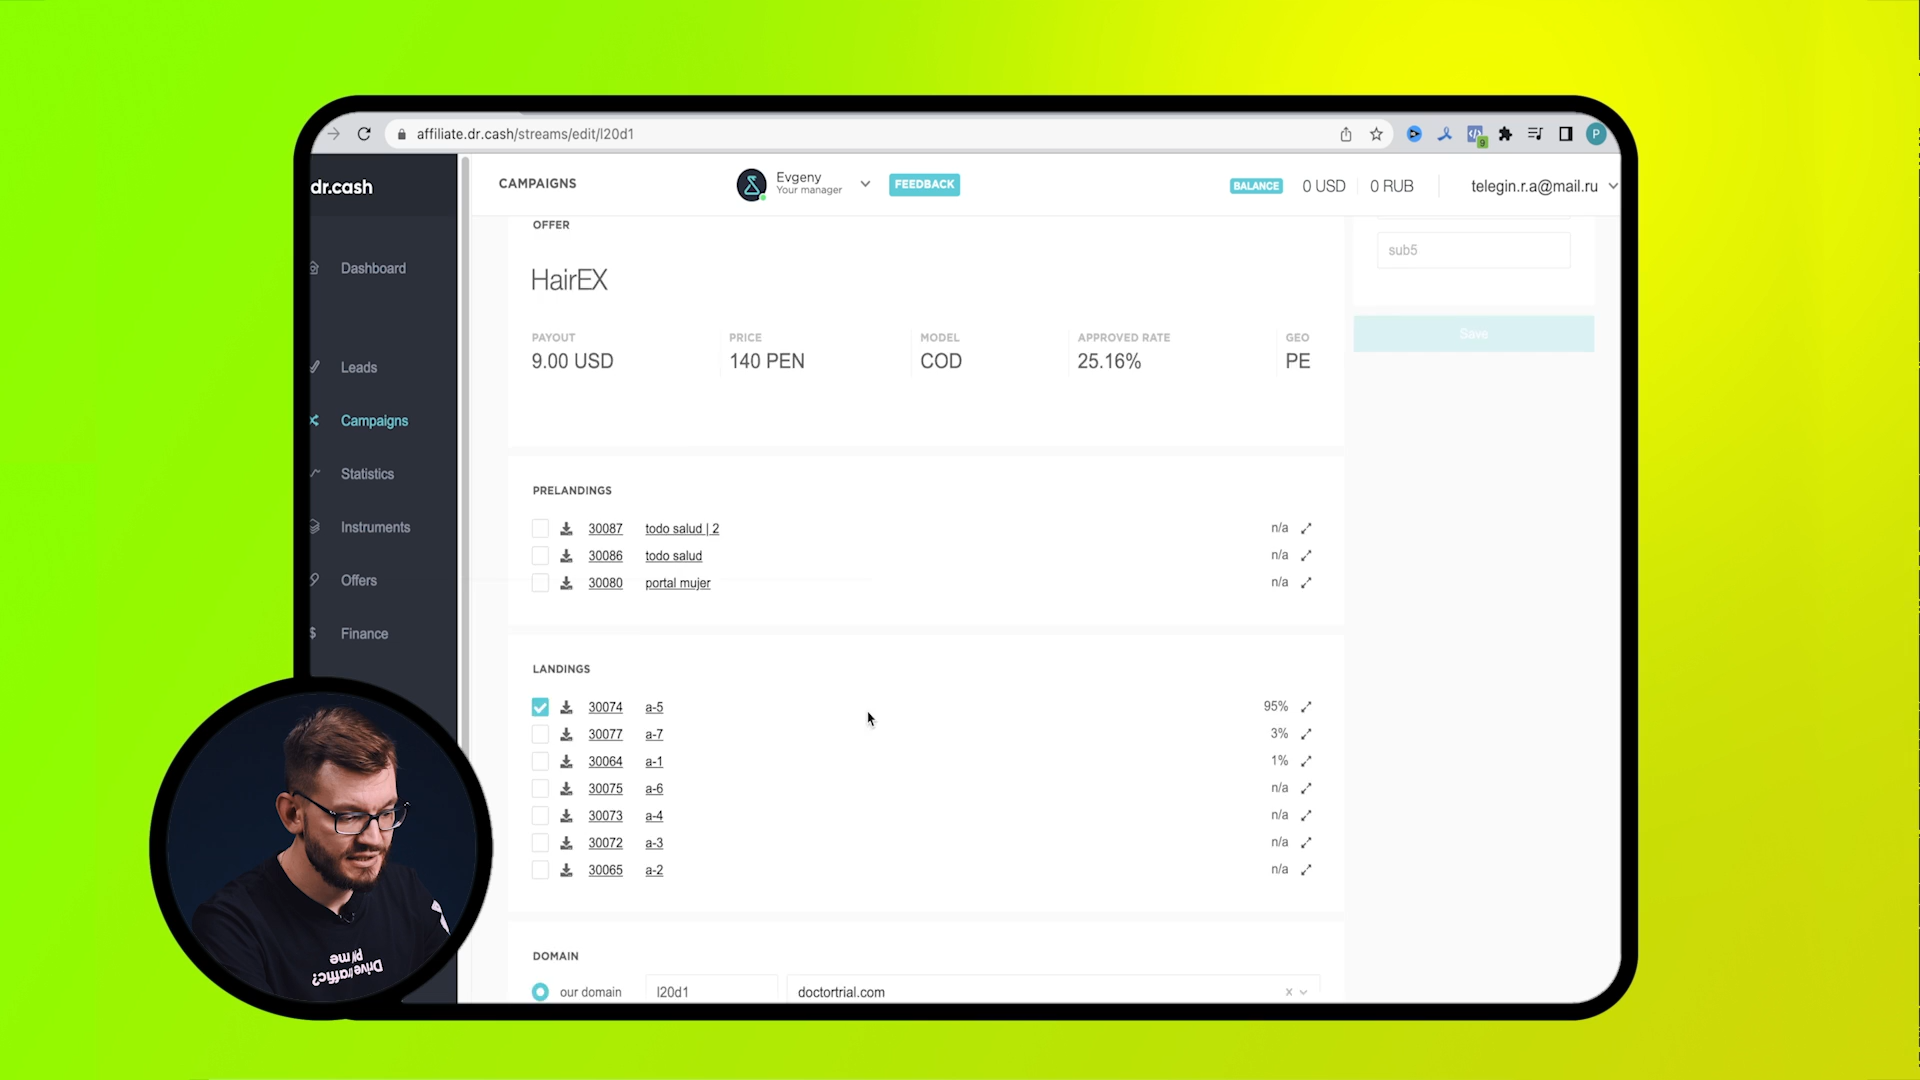 affiliate.dr.cash/streams/edit/l20d1
9
P
dr.cash
CAMPAIGNS
Evgeny
Your manager
FEEDBACK
BALANCE
0 USD
0 RUB
telegin.r.a@mail.ru
Dashboard
Leads
Campaigns
Statistics
Instruments
Offers
Finance
OFFER
HairEX
PAYOUT
9.00 USD
PRICE
140 PEN
MODEL
COD
APPROVED RATE
25.16%
GEO
PE
sub5
Save
PRELANDINGS
30087 todo salud | 2 n/a
30086 todo salud n/a
30080 portal mujer n/a
LANDINGS
30074 a-5 95%
30077 a-7 3%
30064 a-1 1%
30075 a-6 n/a
30073 a-4 n/a
30072 a-3 n/a
30065 a-2 n/a
DOMAIN
our domain l20d1 doctortrial.com x
Drive traffic?
me